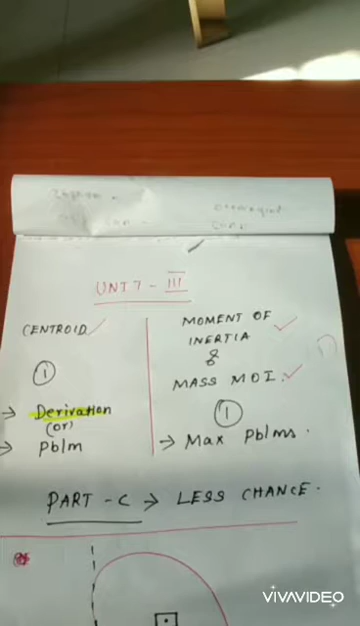 UNIT - III
CENTROID
①
→ Derivation
(or)
→ Pblm
MOMENT OF
INERTIA
&
MASS MOI.
①
→ Max Pblms.
PART - C → LESS CHANCE.
VIVAVIDEO